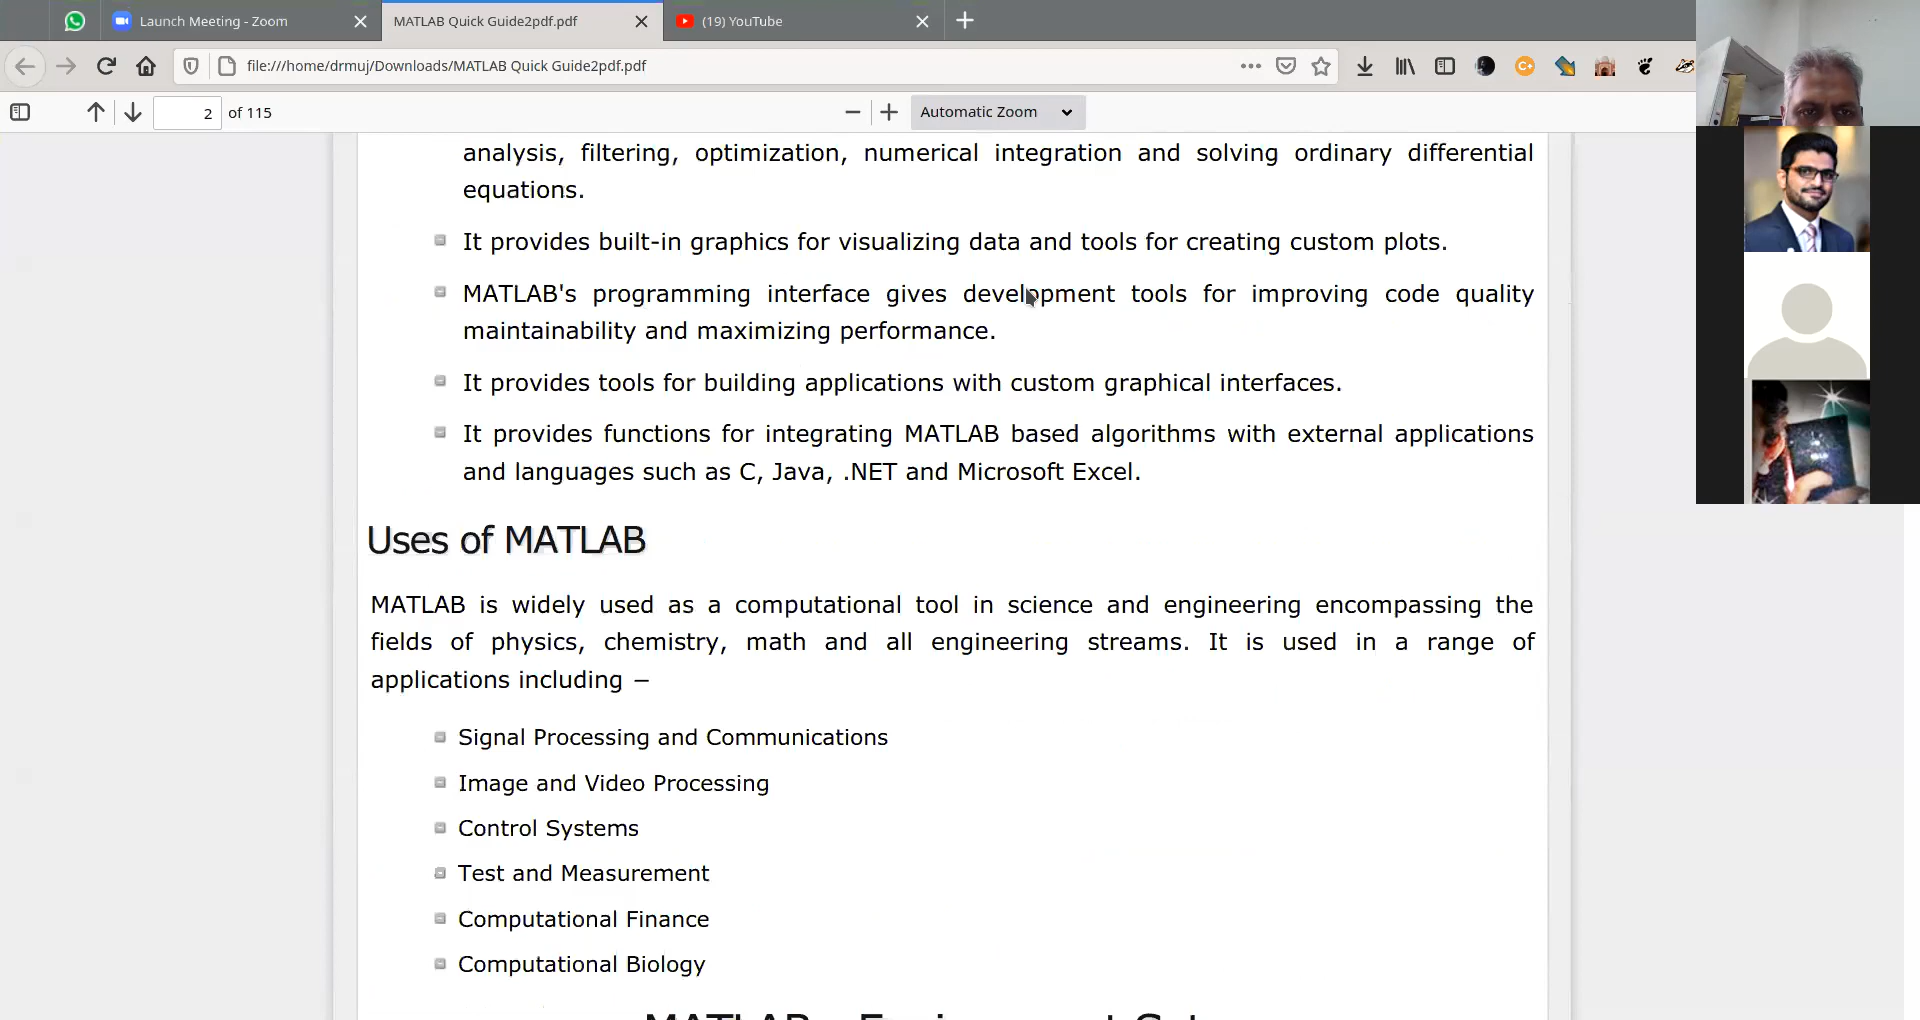 Launch Meeting - Zoom
MATLAB Quick Guide2pdf.pdf
(19) YouTube
file:///home/drmuj/Downloads/MATLAB Quick Guide2pdf.pdf
2 of 115
Automatic Zoom
analysis, filtering, optimization, numerical integration and solving ordinary differential
equations.
It provides built-in graphics for visualizing data and tools for creating custom plots.
MATLAB's programming interface gives development tools for improving code quality
maintainability and maximizing performance.
It provides tools for building applications with custom graphical interfaces.
It provides functions for integrating MATLAB based algorithms with external applications
and languages such as C, Java, .NET and Microsoft Excel.
Uses of MATLAB
MATLAB is widely used as a computational tool in science and engineering encompassing the
fields of physics, chemistry, math and all engineering streams. It is used in a range of
applications including −
Signal Processing and Communications
Image and Video Processing
Control Systems
Test and Measurement
Computational Finance
Computational Biology